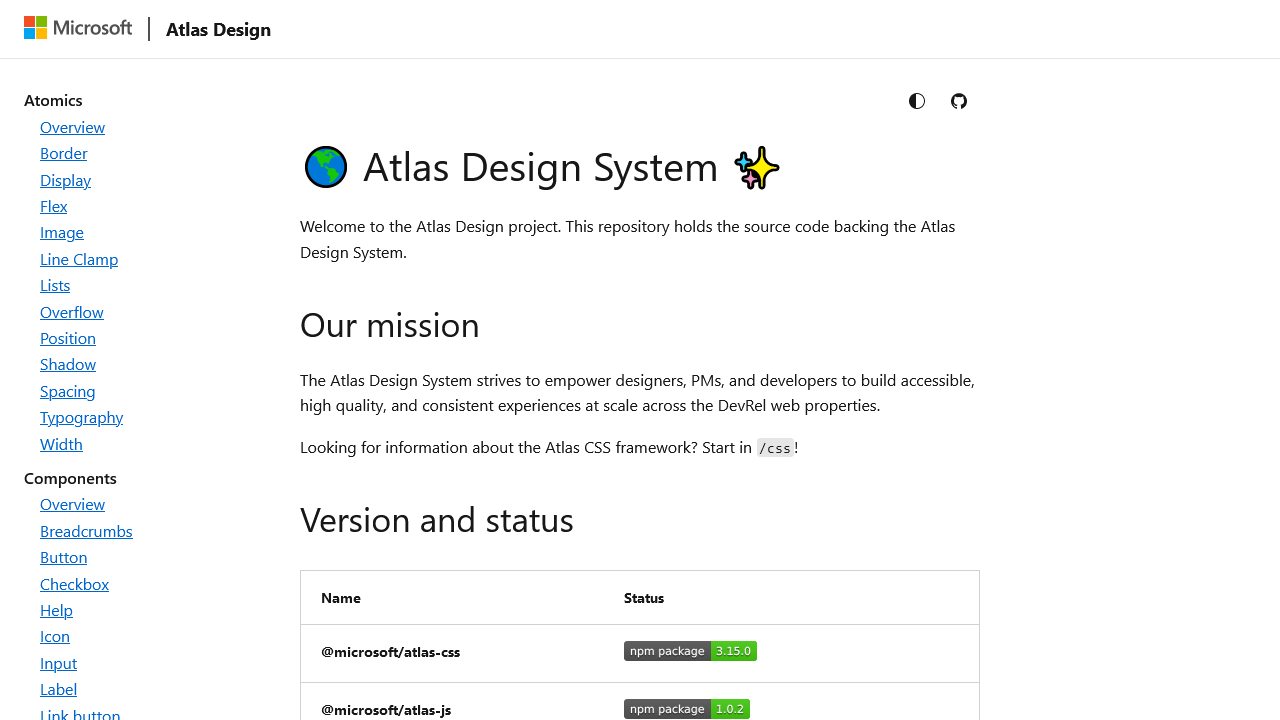 Microsoft
Atlas Design
Atomics
Overview
Border
Display
Flex
Image
Line Clamp
Lists
Overflow
Position
Shadow
Spacing
Typography
Width
Components
Overview
Breadcrumbs
Button
Checkbox
Help
Icon
Input
Label
Link button
Atlas Design System
Welcome to the Atlas Design project. This repository holds the source code backing the Atlas
Design System.
Our mission
The Atlas Design System strives to empower designers, PMs, and developers to build accessible,
high quality, and consistent experiences at scale across the DevRel web properties.
Looking for information about the Atlas CSS framework? Start in /css!
Version and status
Name Status
@microsoft/atlas-css npm package 3.15.0
@microsoft/atlas-js npm package 1.0.2